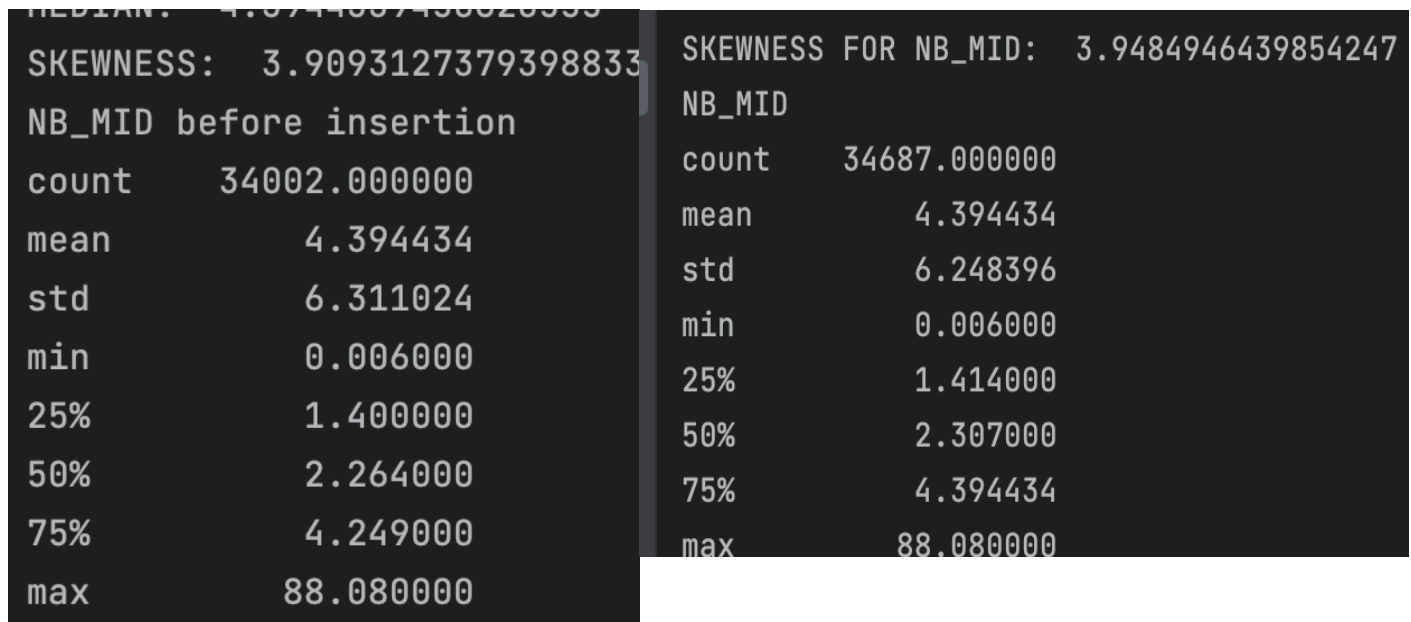 MEDIAN:
SKEWNESS:  3.9093127379398833
NB_MID before insertion
count    34002.000000
mean         4.394434
std          6.311024
min          0.006000
25%          1.400000
50%          2.264000
75%          4.249000
max         88.080000
SKEWNESS FOR NB_MID:  3.9484946439854247
NB_MID
count    34687.000000
mean         4.394434
std          6.248396
min          0.006000
25%          1.414000
50%          2.307000
75%          4.394434
max         88.080000